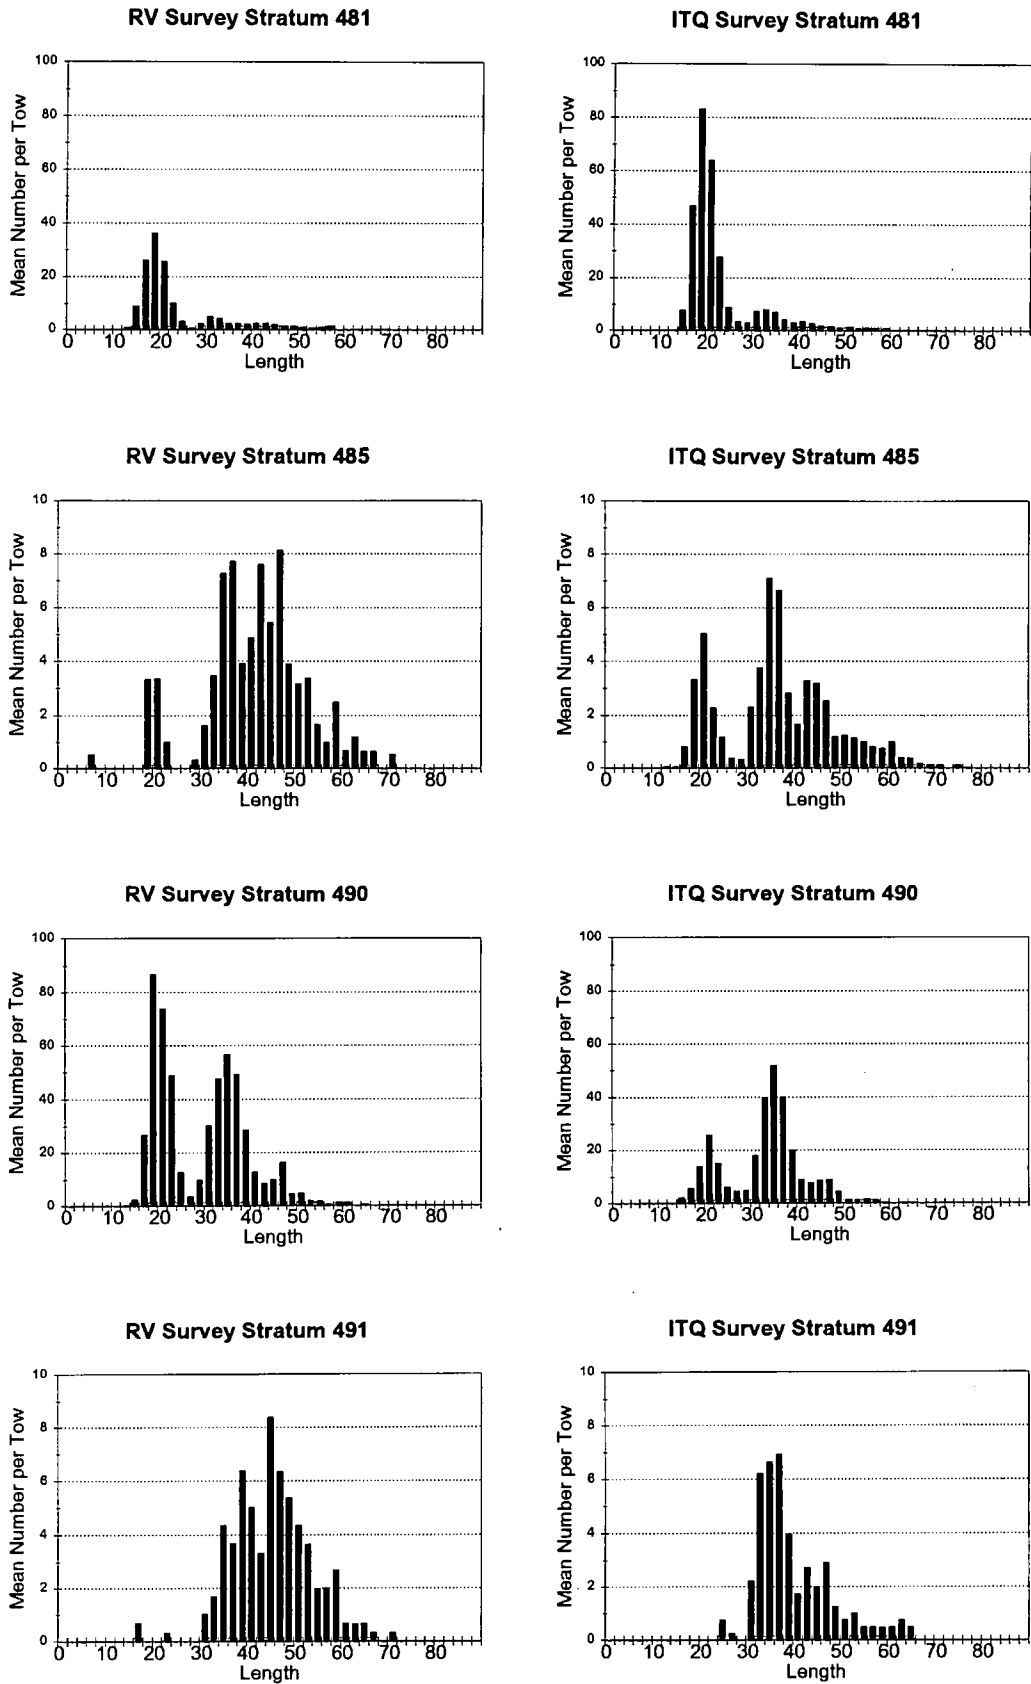 RV Survey Stratum 481
Mean Number per Tow
100
80
60
40
20
0
0 10 20 30 40 50 60 70 80
Length
ITQ Survey Stratum 481
Mean Number per Tow
100
80
60
40
20
0
0 10 20 30 40 50 60 70 80
Length
RV Survey Stratum 485
Mean Number per Tow
10
8
6
4
2
0
0 10 20 30 40 50 60 70 80
Length
ITQ Survey Stratum 485
Mean Number per Tow
10
8
6
4
2
0
0 10 20 30 40 50 60 70 80
Length
RV Survey Stratum 490
Mean Number per Tow
100
80
60
40
20
0
0 10 20 30 40 50 60 70 80
Length
ITQ Survey Stratum 490
Mean Number per Tow
100
80
60
40
20
0
0 10 20 30 40 50 60 70 80
Length
RV Survey Stratum 491
Mean Number per Tow
10
8
6
4
2
0
0 10 20 30 40 50 60 70 80
Length
ITQ Survey Stratum 491
Mean Number per Tow
10
8
6
4
2
0
0 10 20 30 40 50 60 70 80
Length